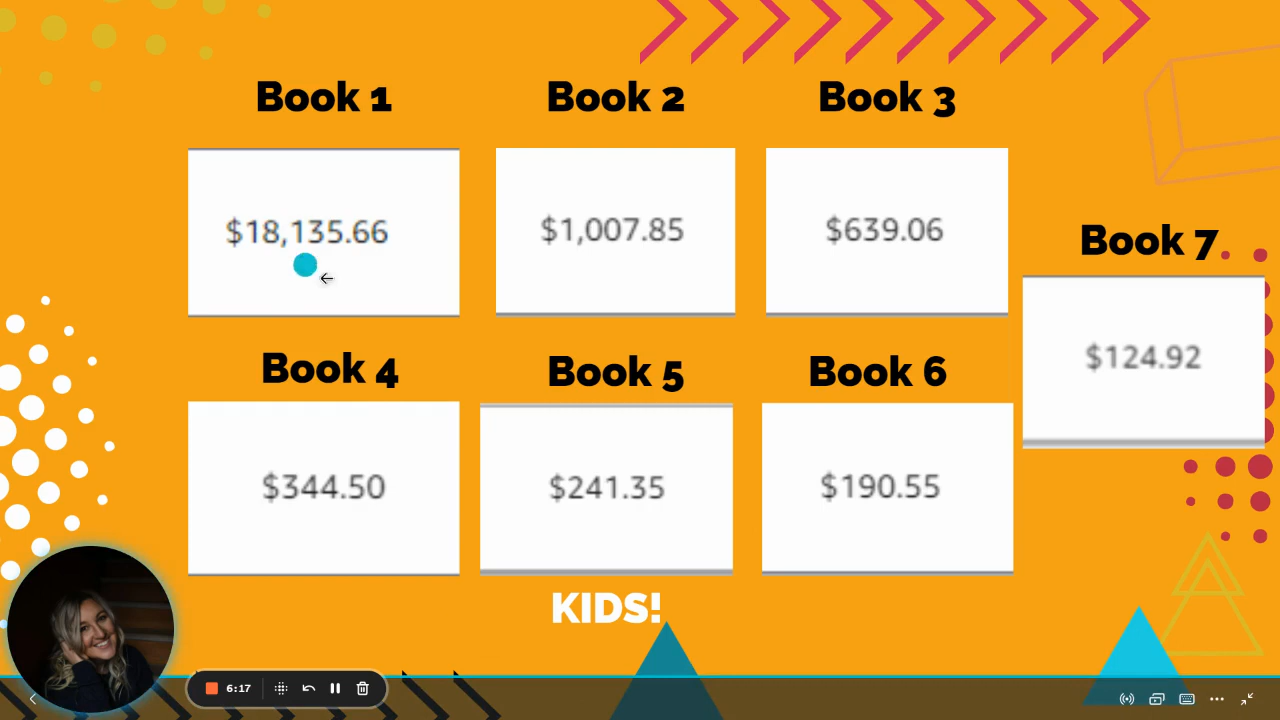 Book 1
Book 2
Book 3
$18,135.66
$1,007.85
$639.06
Book 7
$124.92
Book 4
Book 5
Book 6
$344.50
$241.35
$190.55
KIDS!
6:17